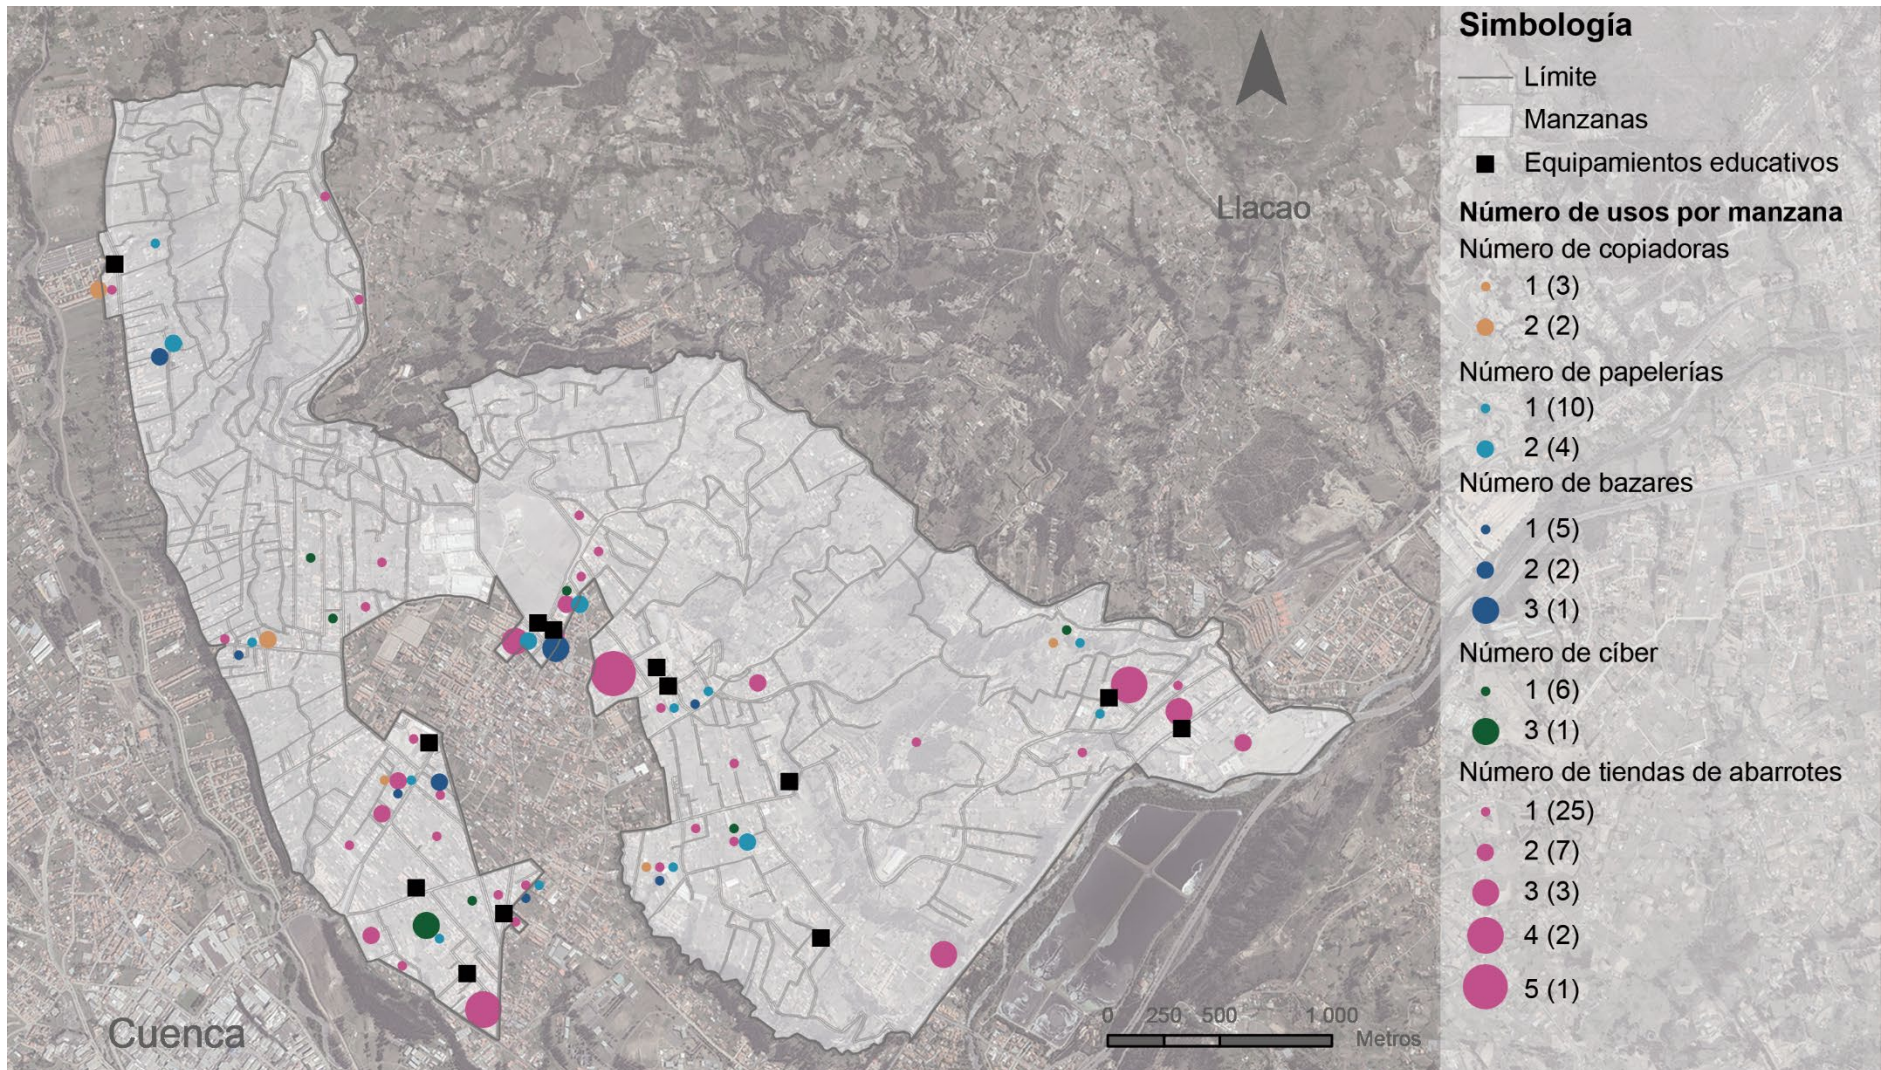 Simbología
Límite
Manzanas
Equipamientos educativos
Número de usos por manzana
Número de copiadoras
1 (3)
2 (2)
Número de papelerías
1 (10)
2 (4)
Número de bazares
1 (5)
2 (2)
3 (1)
Número de cíber
1 (6)
3 (1)
Número de tiendas de abarrotes
1 (25)
2 (7)
3 (3)
4 (2)
5 (1)
Llacao
Cuenca
0 250 500 1 000
Metros